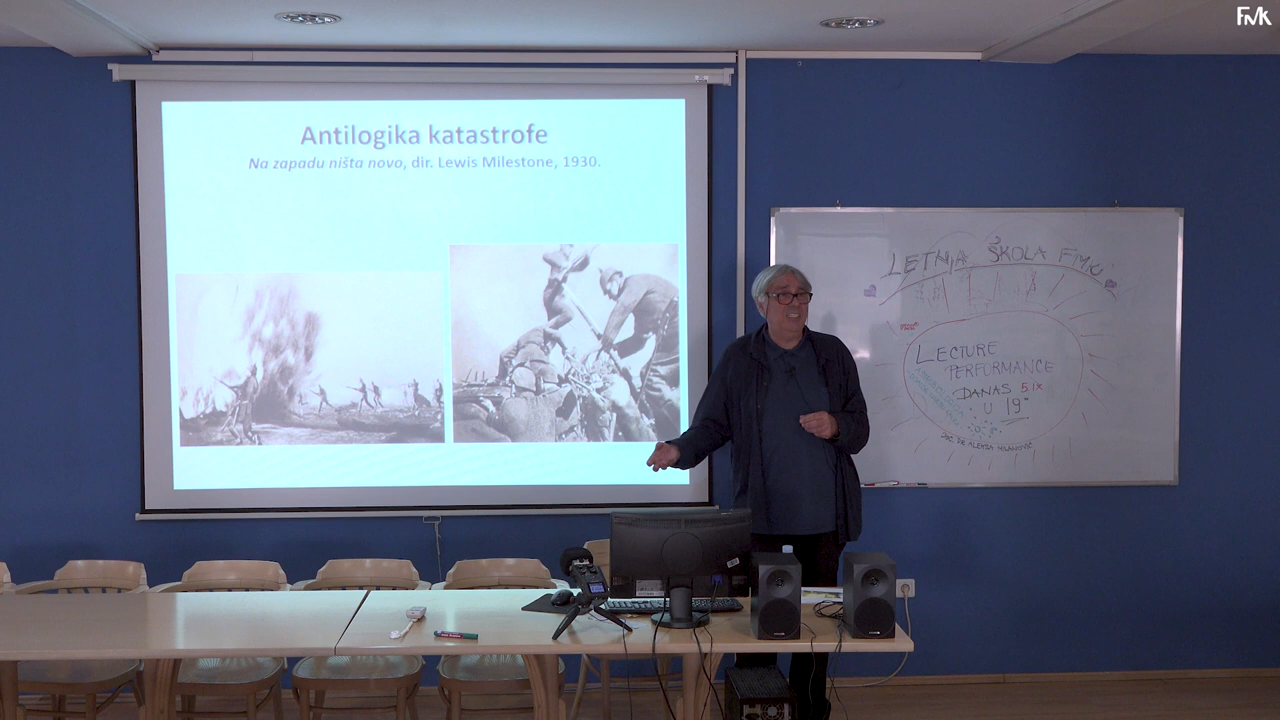 FMK
Antilogika katastrofe
Na zapadu ništa novo, dir. Lewis Milestone, 1930.
LETNJA ŠKOLA FMK
LECTURE
PERFORMANCE
DANAS 5.IX
U 19